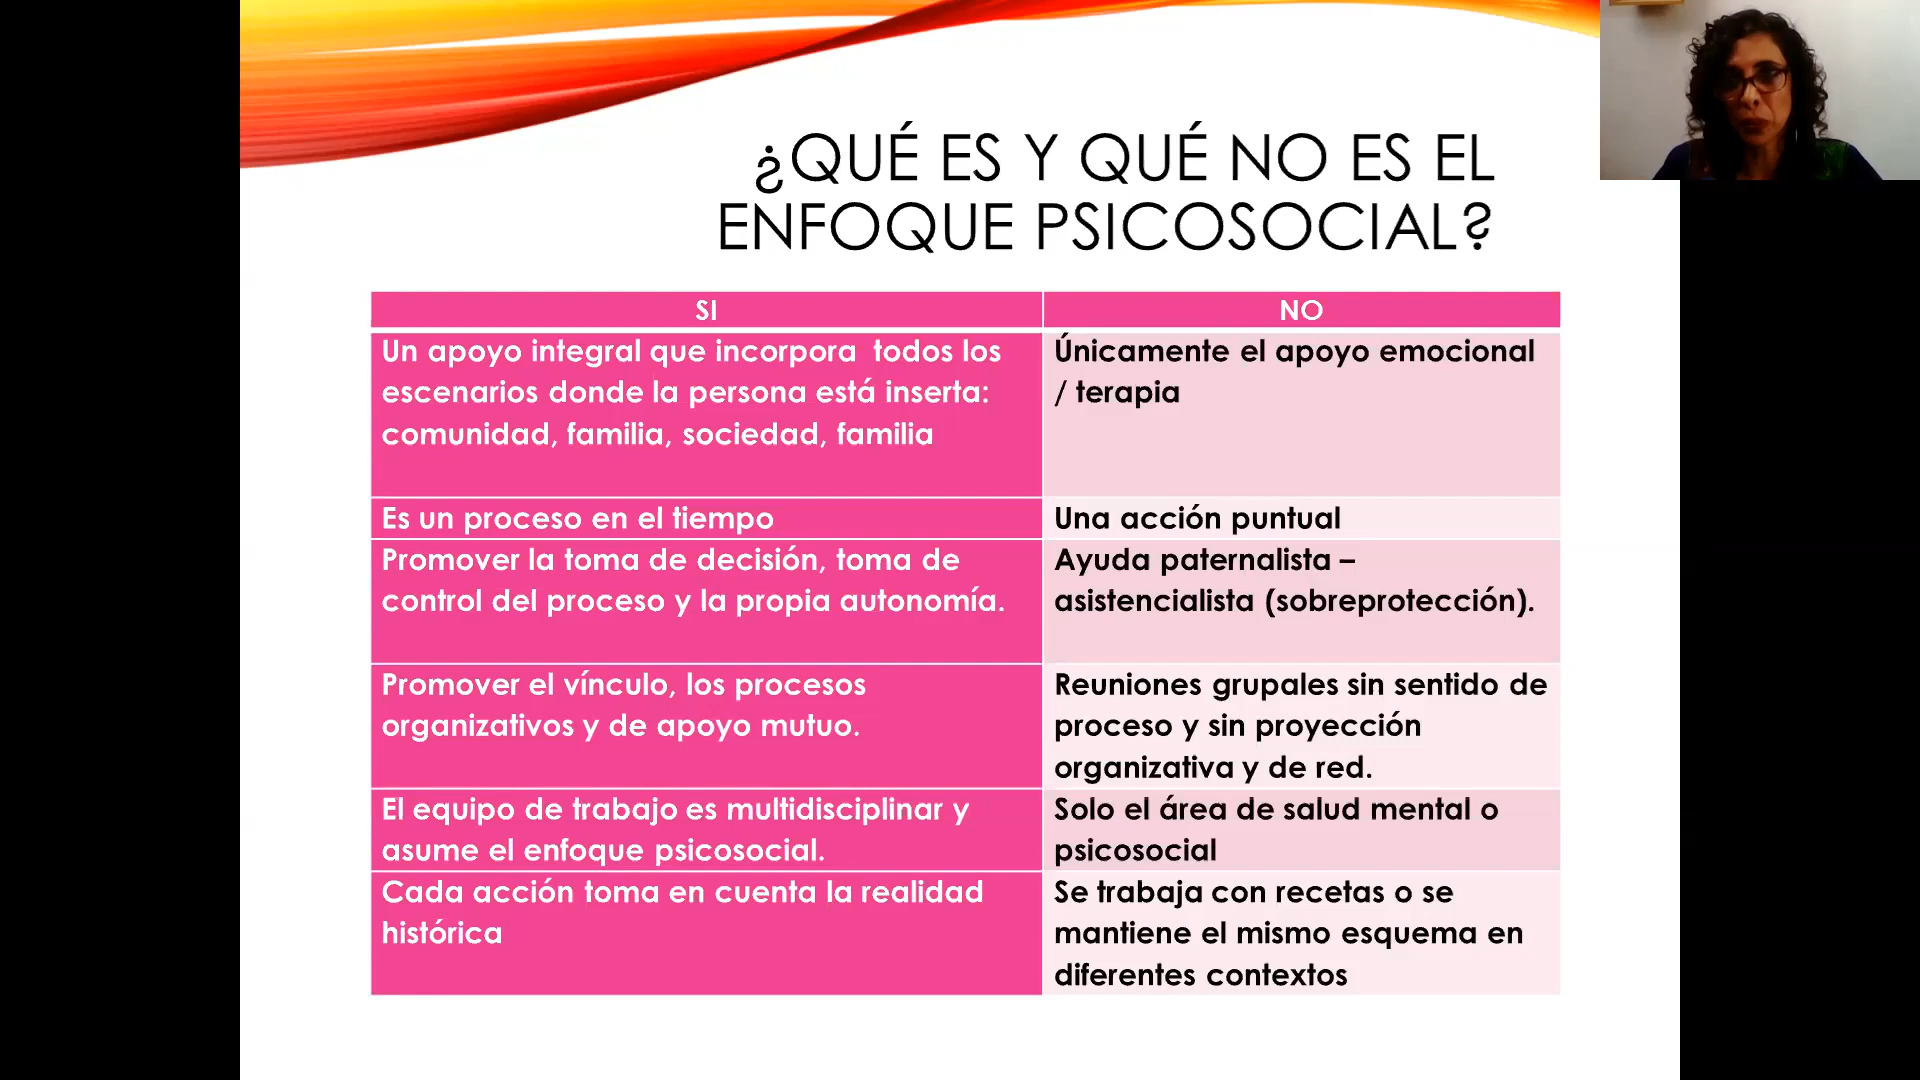 ¿QUÉ ES Y QUÉ NO ES EL
ENFOQUE PSICOSOCIAL?
SI
NO
Un apoyo integral que incorpora todos los
escenarios donde la persona está inserta:
comunidad, familia, sociedad, familia
Únicamente el apoyo emocional
/ terapia
Es un proceso en el tiempo
Una acción puntual
Promover la toma de decisión, toma de
control del proceso y la propia autonomía.
Ayuda paternalista –
asistencialista (sobreprotección).
Promover el vínculo, los procesos
organizativos y de apoyo mutuo.
Reuniones grupales sin sentido de
proceso y sin proyección
organizativa y de red.
El equipo de trabajo es multidisciplinar y
asume el enfoque psicosocial.
Solo el área de salud mental o
psicosocial
Cada acción toma en cuenta la realidad
histórica
Se trabaja con recetas o se
mantiene el mismo esquema en
diferentes contextos